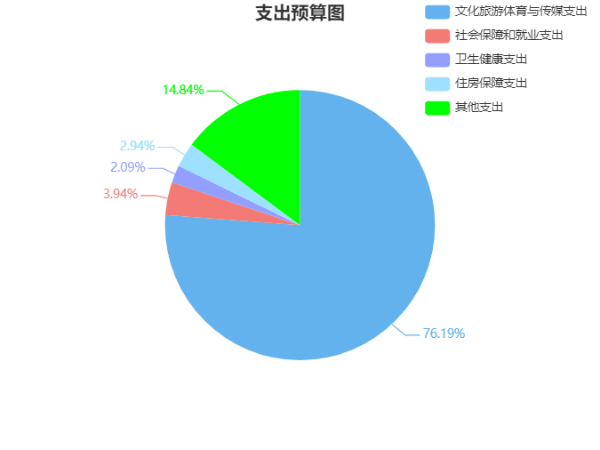 支出预算图
文化旅游体育与传媒支出
社会保障和就业支出
卫生健康支出
住房保障支出
其他支出
14.84%
2.94%
2.09%
3.94%
76.19%